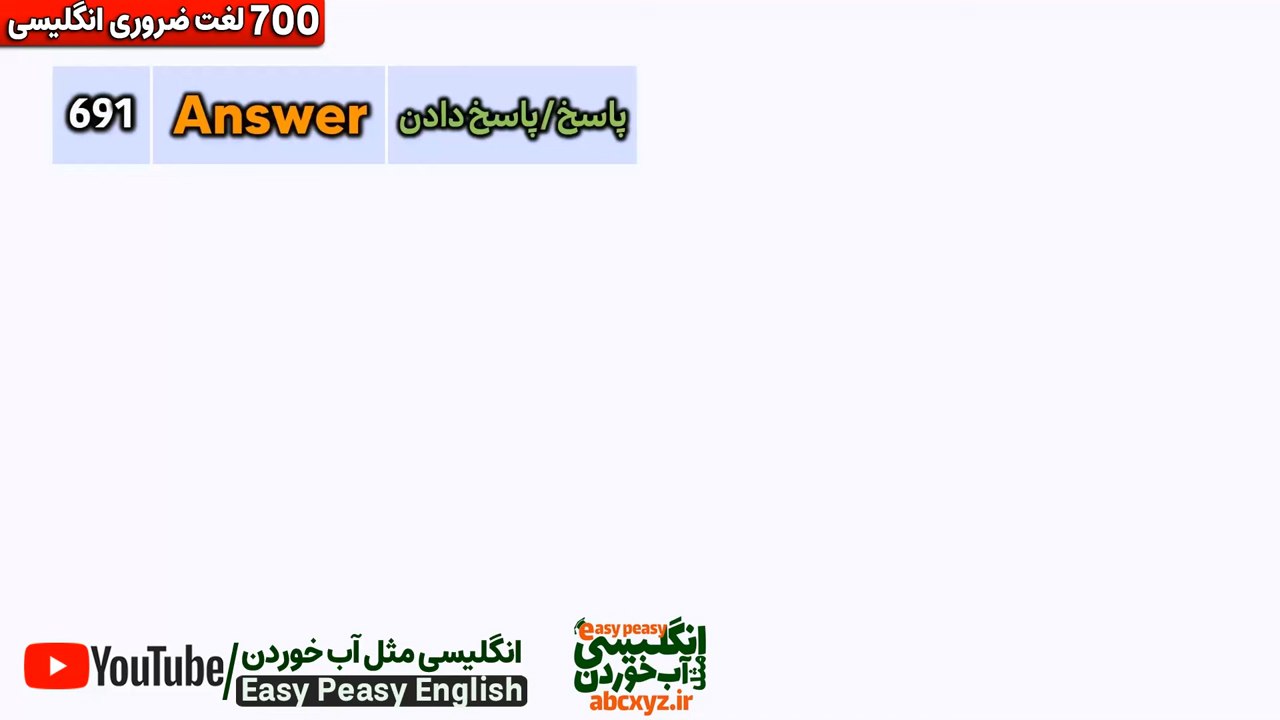 700 لغت ضروری انگلیسی
691 Answer پاسخ/پاسخ دادن
YouTube/انگلیسی مثل آب خوردن
Easy Peasy English
easy peasy
انگلیسی
مثل آب خوردن
abcxyz.ir